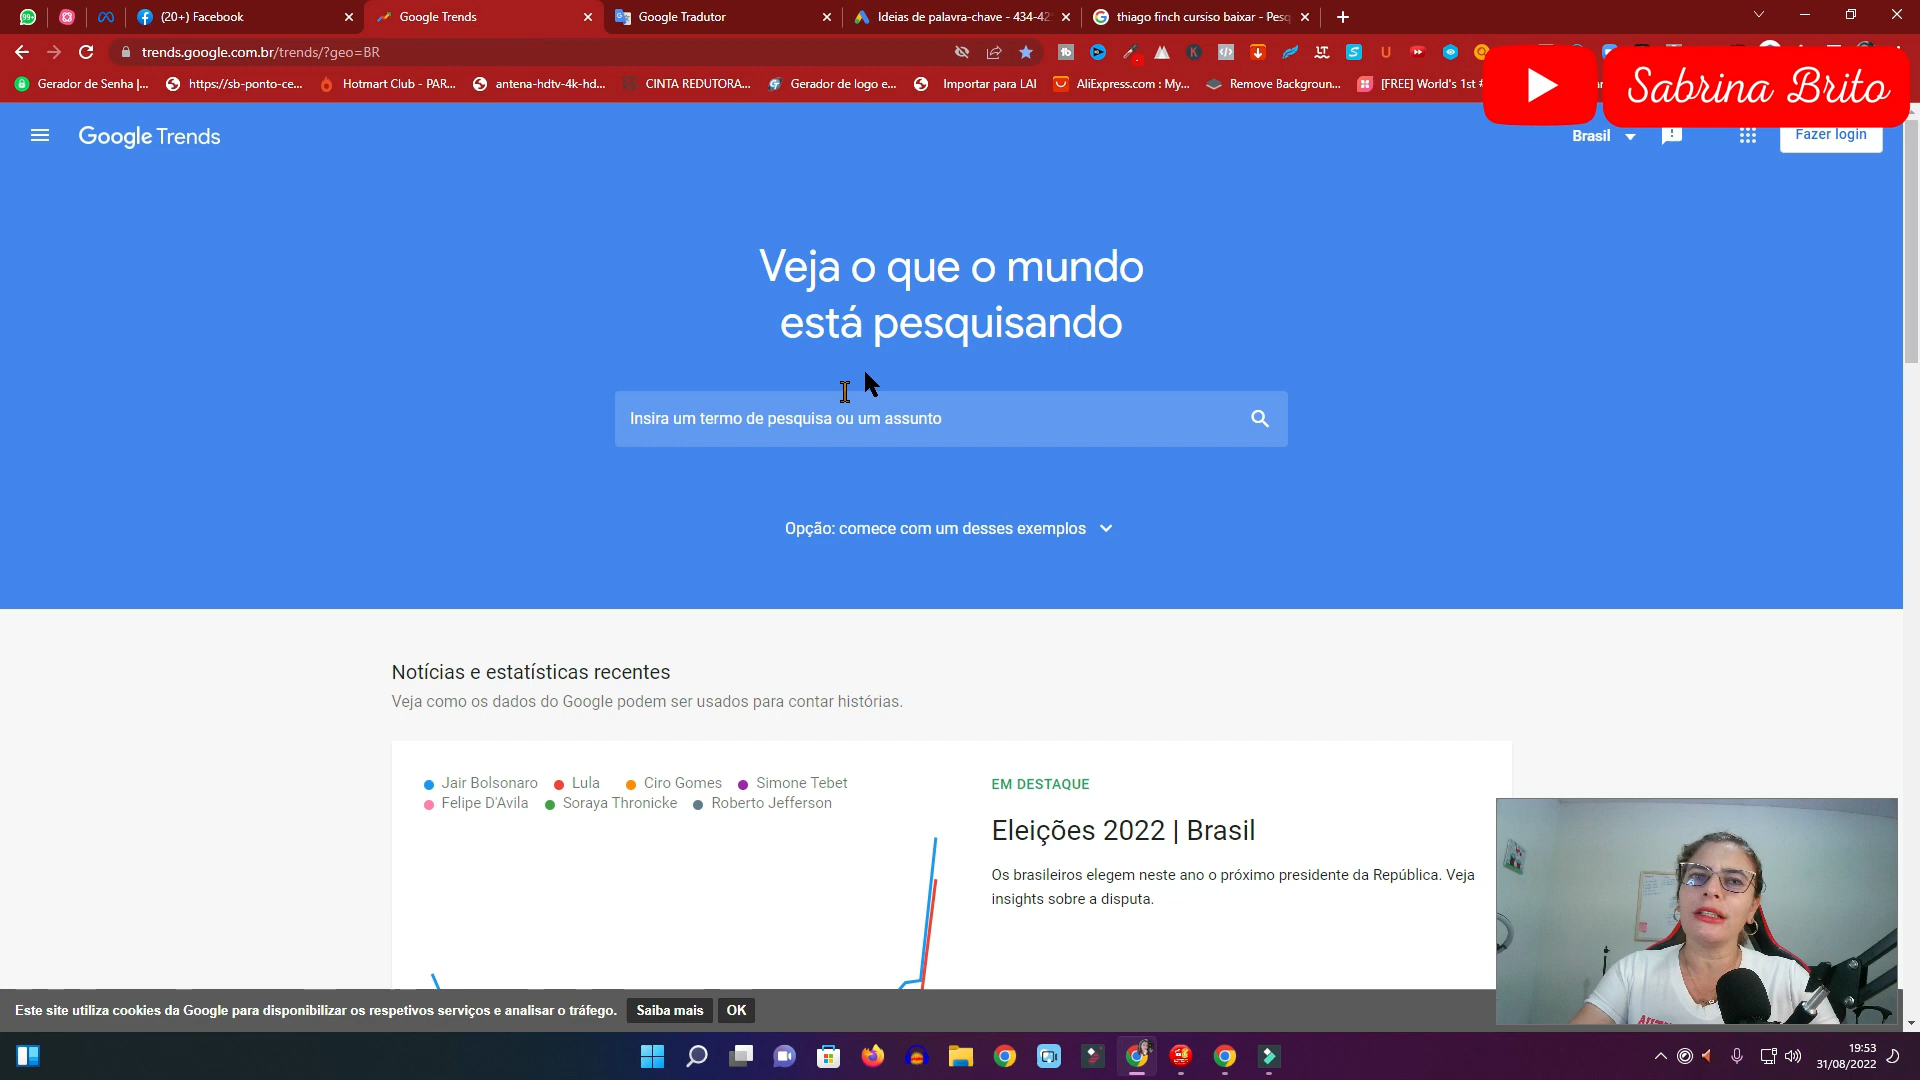 99+
(20+) Facebook
Google Trends
Google Tradutor
Ideias de palavra-chave - 434-42
thiago finch cursiso baixar - Pesq
trends.google.com.br/trends/?geo=BR
Gerador de Senha |...
https://sb-ponto-ce...
Hotmart Club - PAR...
antena-hdtv-4k-hd...
CINTA REDUTORA...
Gerador de logo e...
Importar para LAI
AliExpress.com : My...
Remove Backgroun...
[FREE] World's 1st
Sabrina Brito
Google Trends
Brasil
Fazer login
Veja o que o mundo
está pesquisando
Insira um termo de pesquisa ou um assunto
Opção: comece com um desses exemplos
Notícias e estatísticas recentes
Veja como os dados do Google podem ser usados para contar histórias.
Jair Bolsonaro Lula Ciro Gomes Simone Tebet
Felipe D'Avila Soraya Thronicke Roberto Jefferson
EM DESTAQUE
Eleições 2022 | Brasil
Os brasileiros elegem neste ano o próximo presidente da República. Veja
insights sobre a disputa.
Este site utiliza cookies da Google para disponibilizar os respetivos serviços e analisar o tráfego. Saiba mais OK
19:53
31/08/2022